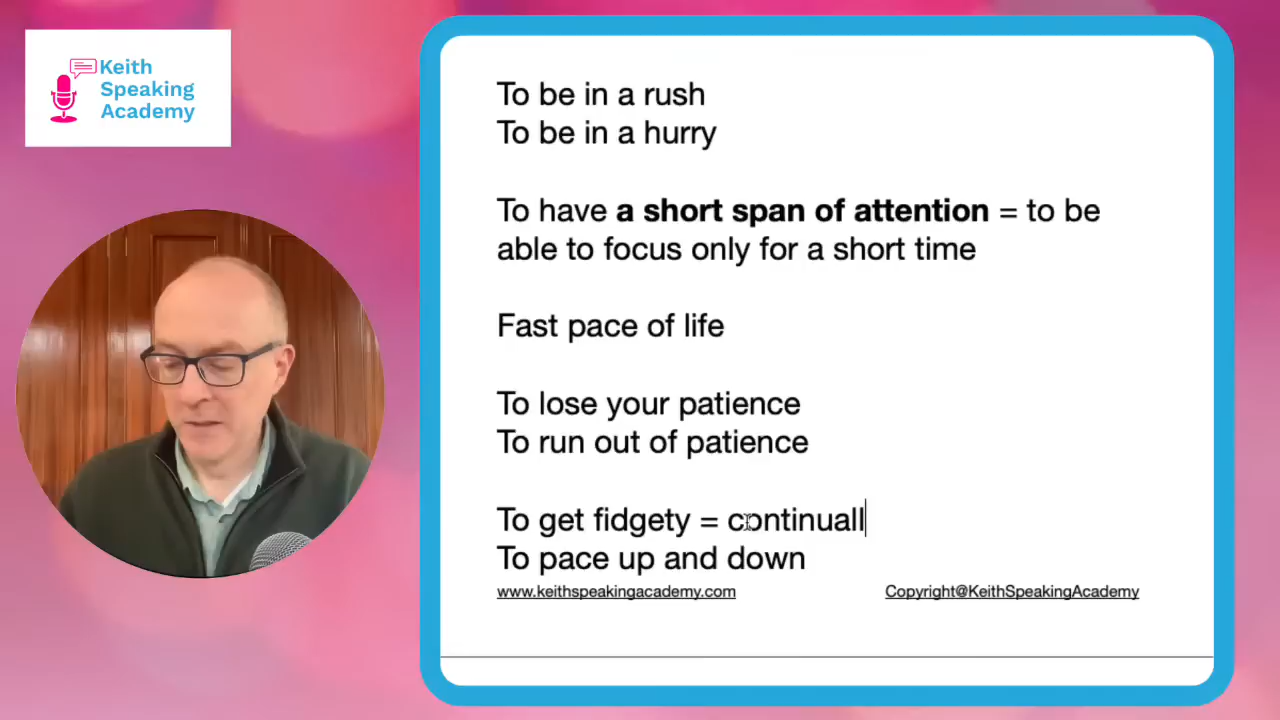 Keith
Speaking
Academy
To be in a rush
To be in a hurry
To have a short span of attention = to be
able to focus only for a short time
Fast pace of life
To lose your patience
To run out of patience
To get fidgety = continuall
To pace up and down
www.keithspeakingacademy.com
Copyright@KeithSpeakingAcademy